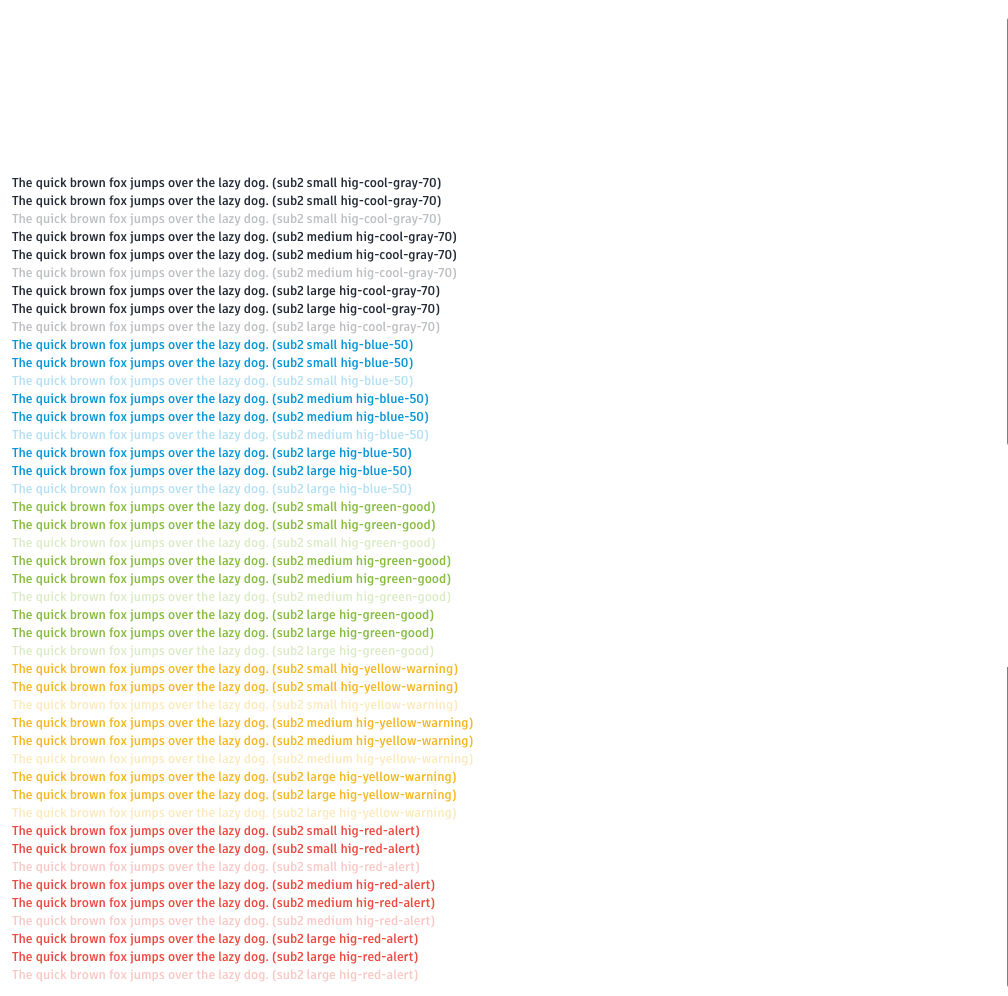 The quick brown fox jumps over the lazy dog. (sub2 small hig-cool-gray-70)
The quick brown fox jumps over the lazy dog. (sub2 small hig-cool-gray-70)
The quick brown fox jumps over the lazy dog. (sub2 small hig-cool-gray-70)
The quick brown fox jumps over the lazy dog. (sub2 medium hig-cool-gray-70)
The quick brown fox jumps over the lazy dog. (sub2 medium hig-cool-gray-70)
The quick brown fox jumps over the lazy dog. (sub2 medium hig-cool-gray-70)
The quick brown fox jumps over the lazy dog. (sub2 large hig-cool-gray-70)
The quick brown fox jumps over the lazy dog. (sub2 large hig-cool-gray-70)
The quick brown fox jumps over the lazy dog. (sub2 large hig-cool-gray-70)
The quick brown fox jumps over the lazy dog. (sub2 small hig-blue-50)
The quick brown fox jumps over the lazy dog. (sub2 small hig-blue-50)
The quick brown fox jumps over the lazy dog. (sub2 small hig-blue-50)
The quick brown fox jumps over the lazy dog. (sub2 medium hig-blue-50)
The quick brown fox jumps over the lazy dog. (sub2 medium hig-blue-50)
The quick brown fox jumps over the lazy dog. (sub2 medium hig-blue-50)
The quick brown fox jumps over the lazy dog. (sub2 large hig-blue-50)
The quick brown fox jumps over the lazy dog. (sub2 large hig-blue-50)
The quick brown fox jumps over the lazy dog. (sub2 large hig-blue-50)
The quick brown fox jumps over the lazy dog. (sub2 small hig-green-good)
The quick brown fox jumps over the lazy dog. (sub2 small hig-green-good)
The quick brown fox jumps over the lazy dog. (sub2 small hig-green-good)
The quick brown fox jumps over the lazy dog. (sub2 medium hig-green-good)
The quick brown fox jumps over the lazy dog. (sub2 medium hig-green-good)
The quick brown fox jumps over the lazy dog. (sub2 medium hig-green-good)
The quick brown fox jumps over the lazy dog. (sub2 large hig-green-good)
The quick brown fox jumps over the lazy dog. (sub2 large hig-green-good)
The quick brown fox jumps over the lazy dog. (sub2 large hig-green-good)
The quick brown fox jumps over the lazy dog. (sub2 small hig-yellow-warning)
The quick brown fox jumps over the lazy dog. (sub2 small hig-yellow-warning)
The quick brown fox jumps over the lazy dog. (sub2 small hig-yellow-warning)
The quick brown fox jumps over the lazy dog. (sub2 medium hig-yellow-warning)
The quick brown fox jumps over the lazy dog. (sub2 medium hig-yellow-warning)
The quick brown fox jumps over the lazy dog. (sub2 medium hig-yellow-warning)
The quick brown fox jumps over the lazy dog. (sub2 large hig-yellow-warning)
The quick brown fox jumps over the lazy dog. (sub2 large hig-yellow-warning)
The quick brown fox jumps over the lazy dog. (sub2 large hig-yellow-warning)
The quick brown fox jumps over the lazy dog. (sub2 small hig-red-alert)
The quick brown fox jumps over the lazy dog. (sub2 small hig-red-alert)
The quick brown fox jumps over the lazy dog. (sub2 small hig-red-alert)
The quick brown fox jumps over the lazy dog. (sub2 medium hig-red-alert)
The quick brown fox jumps over the lazy dog. (sub2 medium hig-red-alert)
The quick brown fox jumps over the lazy dog. (sub2 medium hig-red-alert)
The quick brown fox jumps over the lazy dog. (sub2 large hig-red-alert)
The quick brown fox jumps over the lazy dog. (sub2 large hig-red-alert)
The quick brown fox jumps over the lazy dog. (sub2 large hig-red-alert)